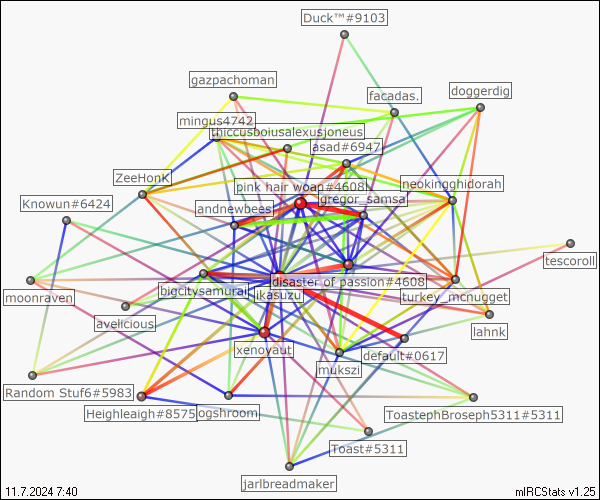 Duck™#9103
gazpachoman
facadas.
doggerdig
mingus4742
thiccusboiusalexusjoneus
asad#6947
ZeeHonK
pink hair woap#4608
neokingghidorah
Knowun#6424
andnewbees
gregor_samsa
tescoroll
disaster of passion#4608
moonraven
bigcitysamurai
ikasuzu
turkey_mcnugget
avelicious
lahnk
xenoyaut
default#0617
mukszi
Random Stuf6#5983
Heighleaigh#8575
ogshroom
ToastephBroseph5311#5311
Toast#5311
jarlbreadmaker
11.7.2024 7:40
mIRCStats v1.25